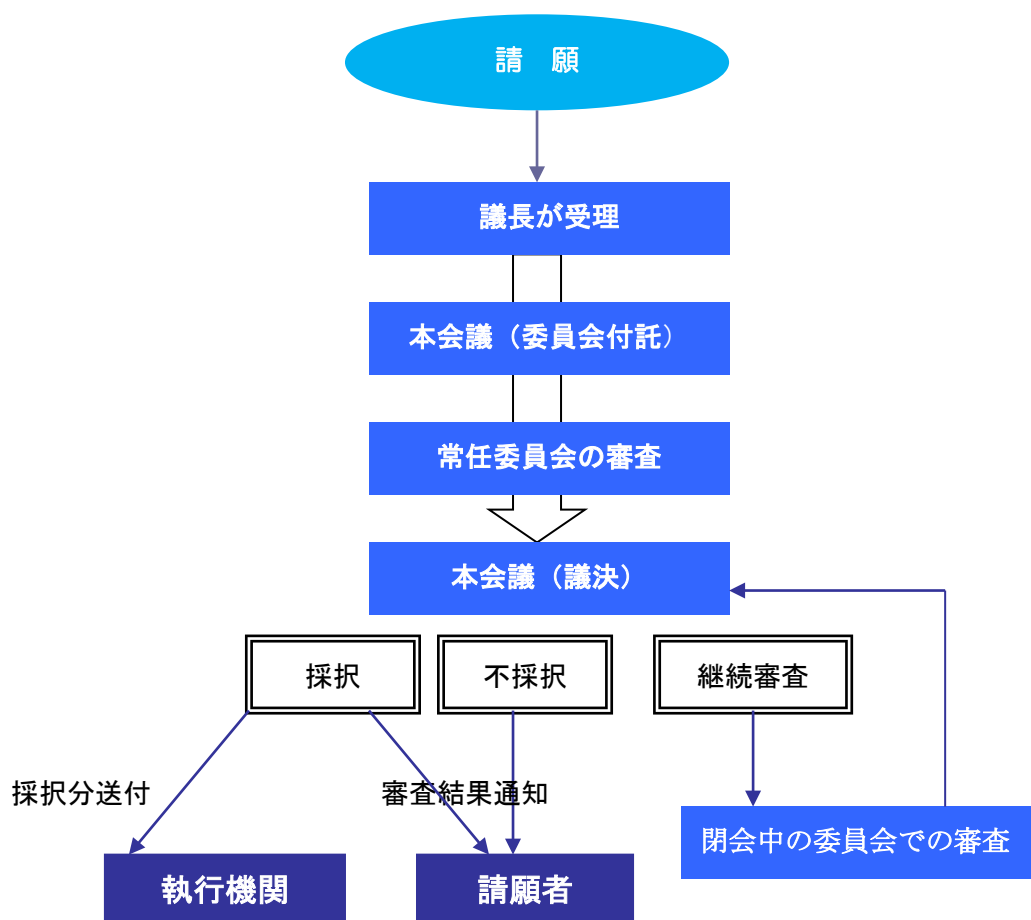 請　願
議長が受理
本会議（委員会付託）
常任委員会の審査
本会議（議決）
採択
不採択
継続審査
採択分送付
審査結果通知
閉会中の委員会での審査
執行機関
請願者